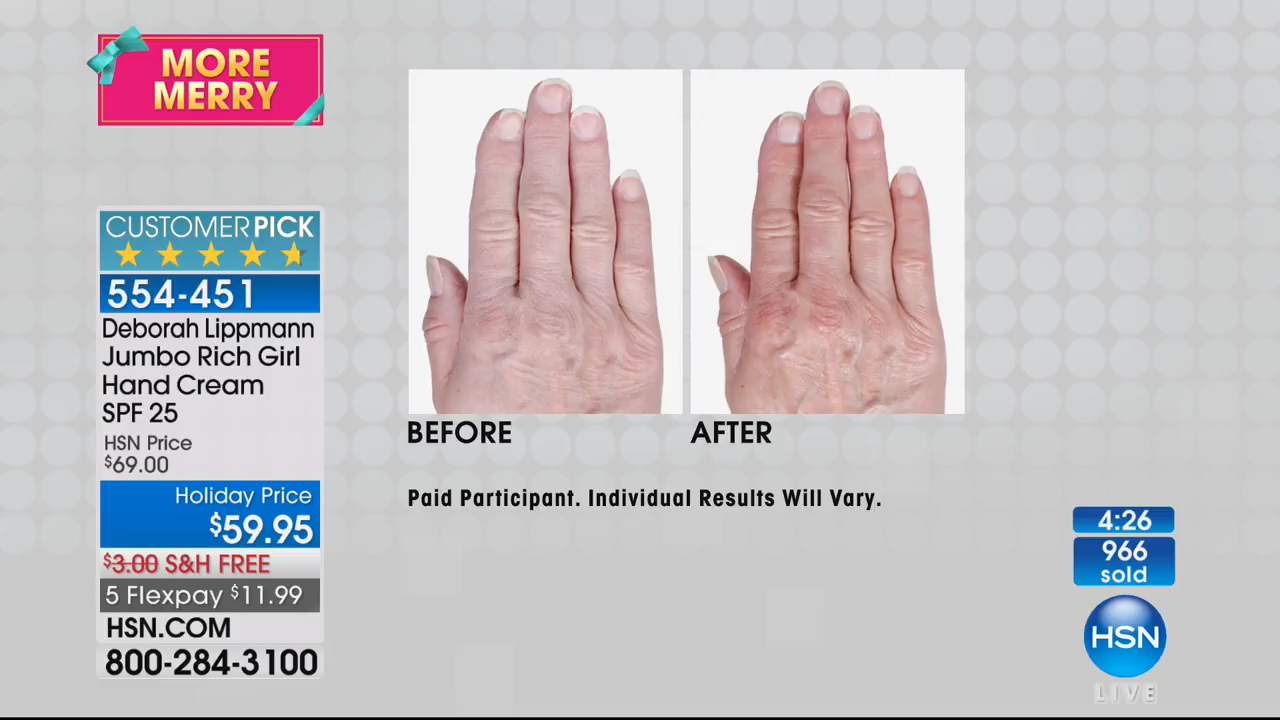 MORE
MERRY
CUSTOMER PICK
554-451
Deborah Lippmann
Jumbo Rich Girl
Hand Cream
SPF 25
HSN Price
$69.00
Holiday Price
$59.95
$3.00 S&H FREE
5 Flexpay $11.99
HSN.COM
800-284-3100
BEFORE
AFTER
Paid Participant. Individual Results Will Vary.
4:26
966
sold
HSN
LIVE